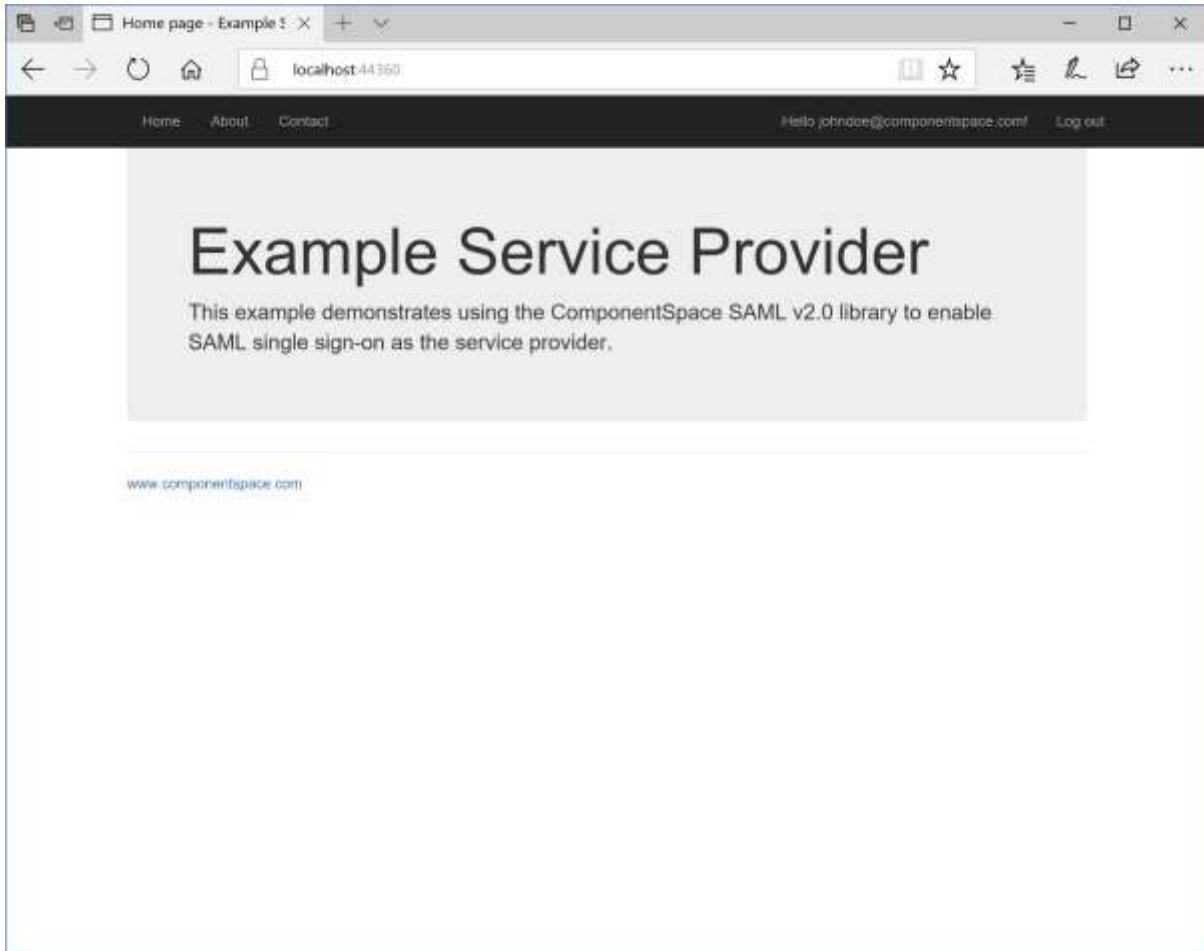 Home page - Example S
localhost:44360
Home About Contact Hello johndoe@componentspace.com! Log out
Example Service Provider
This example demonstrates using the ComponentSpace SAML v2.0 library to enable
SAML single sign-on as the service provider.
www.componentspace.com